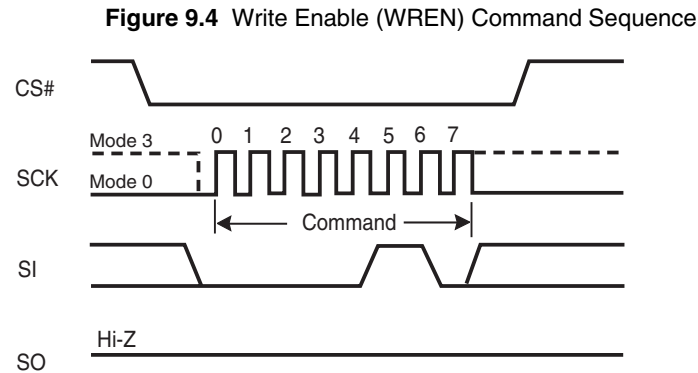 Figure 9.4 Write Enable (WREN) Command Sequence
CS#
Mode 3
0 1 2 3 4 5 6 7
SCK
Mode 0
Command
SI
Hi-Z
SO